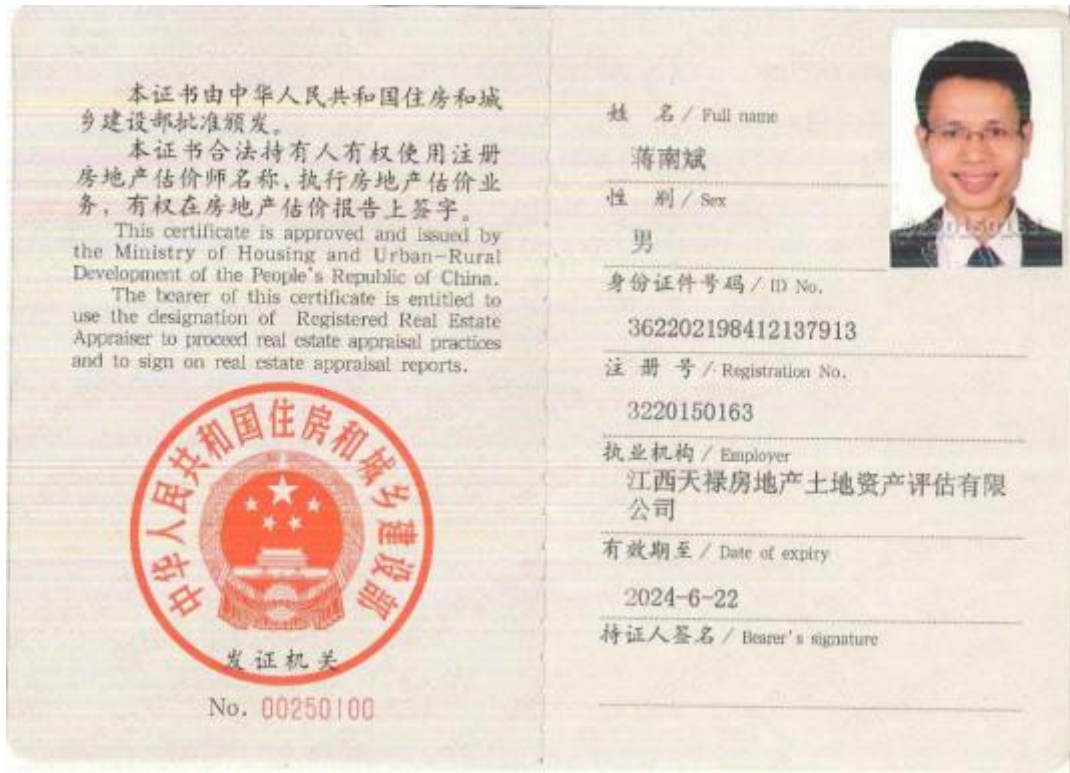 本证书由中华人民共和国住房和城
乡建设部批准颁发。
本证书合法持有人有权使用注册
房地产估价师名称，执行房地产估价业
务，有权在房地产估价报告上签字。
This certificate is approved and issued by
the Ministry of Housing and Urban-Rural
Development of the People's Republic of China.
The bearer of this certificate is entitled to
use the designation of Registered Real Estate
Appraiser to proceed real estate appraisal practices
and to sign on real estate appraisal reports.
中华人民共和国住房和城乡建设部
发证机关
No. 00250100
姓 名 / Full name
蒋南斌
性 别 / Sex
男
身份证件号码 / ID No.
362202198412137913
注 册 号 / Registration No.
3220150163
执业机构 / Employer
江西天禄房地产土地资产评估有限
公司
有效期至 / Date of expiry
2024-6-22
持证人签名 / Bearer's signature